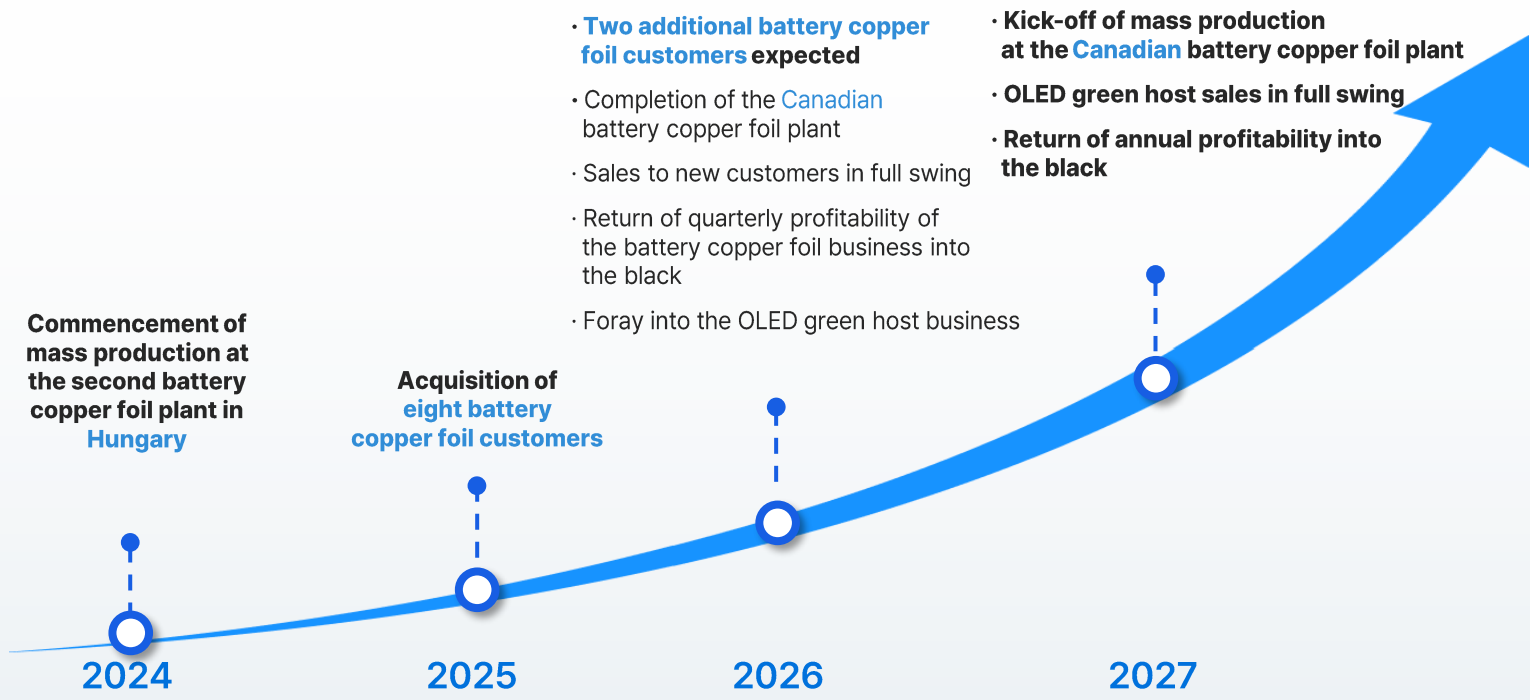 Commencement of
mass production at
the second battery
copper foil plant in
Hungary
2024
Acquisition of
eight battery
copper foil customers
2025
· Two additional battery copper
foil customers expected
· Completion of the Canadian
battery copper foil plant
· Sales to new customers in full swing
· Return of quarterly profitability of
the battery copper foil business into
the black
· Foray into the OLED green host business
2026
· Kick-off of mass production
at the Canadian battery copper foil plant
· OLED green host sales in full swing
· Return of annual profitability into
the black
2027